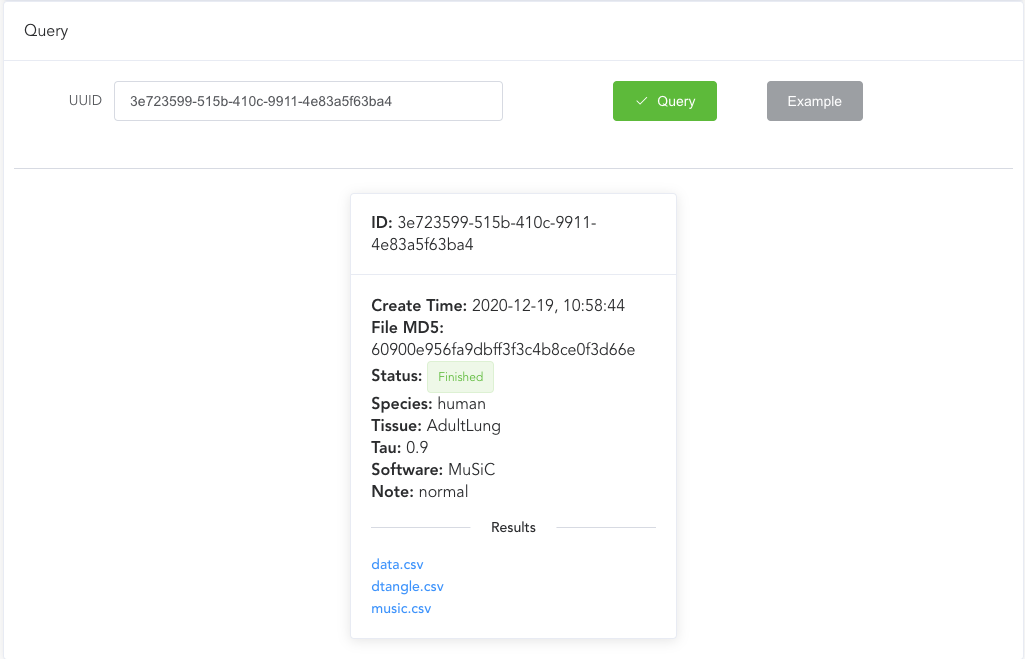 Query
UUID 3e723599-515b-410c-9911-4e83a5f63ba4 Query Example
ID: 3e723599-515b-410c-9911-
4e83a5f63ba4
Create Time: 2020-12-19, 10:58:44
File MD5:
60900e956fa9dbff3f3c4b8ce0f3d66e
Status: Finished
Species: human
Tissue: AdultLung
Tau: 0.9
Software: MuSiC
Note: normal
Results
data.csv
dtangle.csv
music.csv